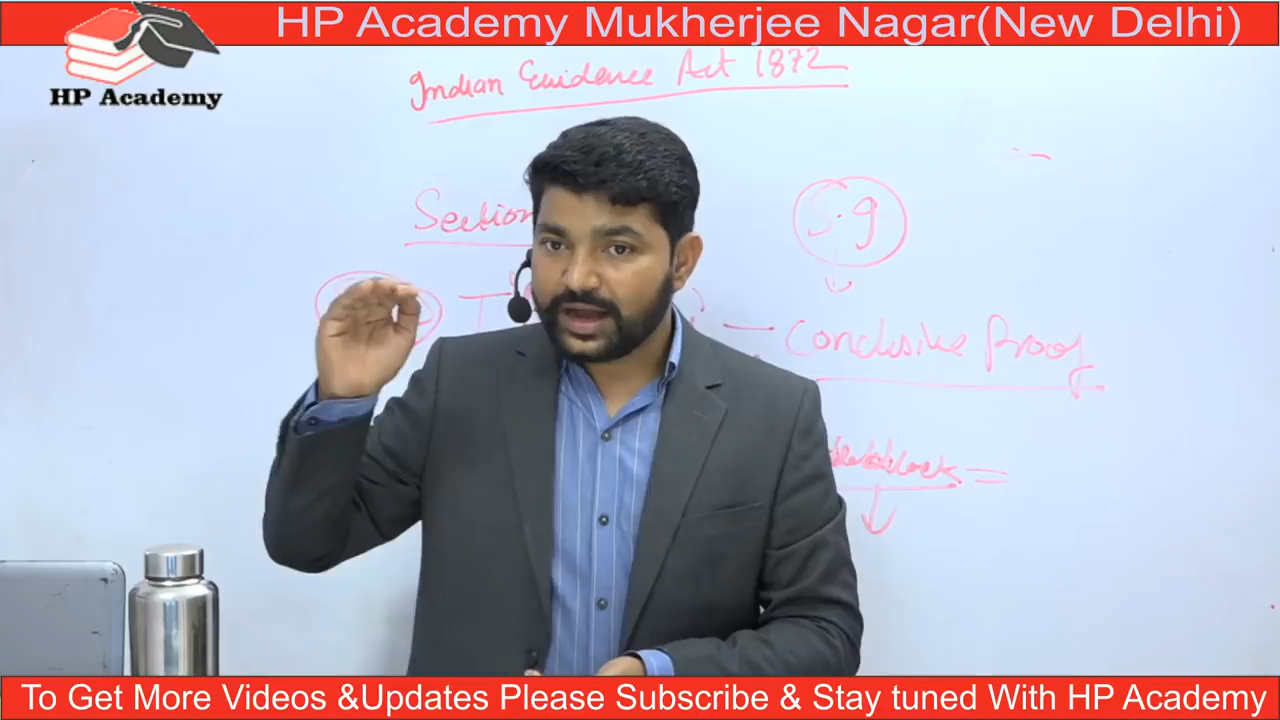 HP Academy Mukherjee Nagar(New Delhi)
HP Academy
Indian Evidence Act 1872
Section
S.9
Conclusive Proof
To Get More Videos &Updates Please Subscribe & Stay tuned With HP Academy